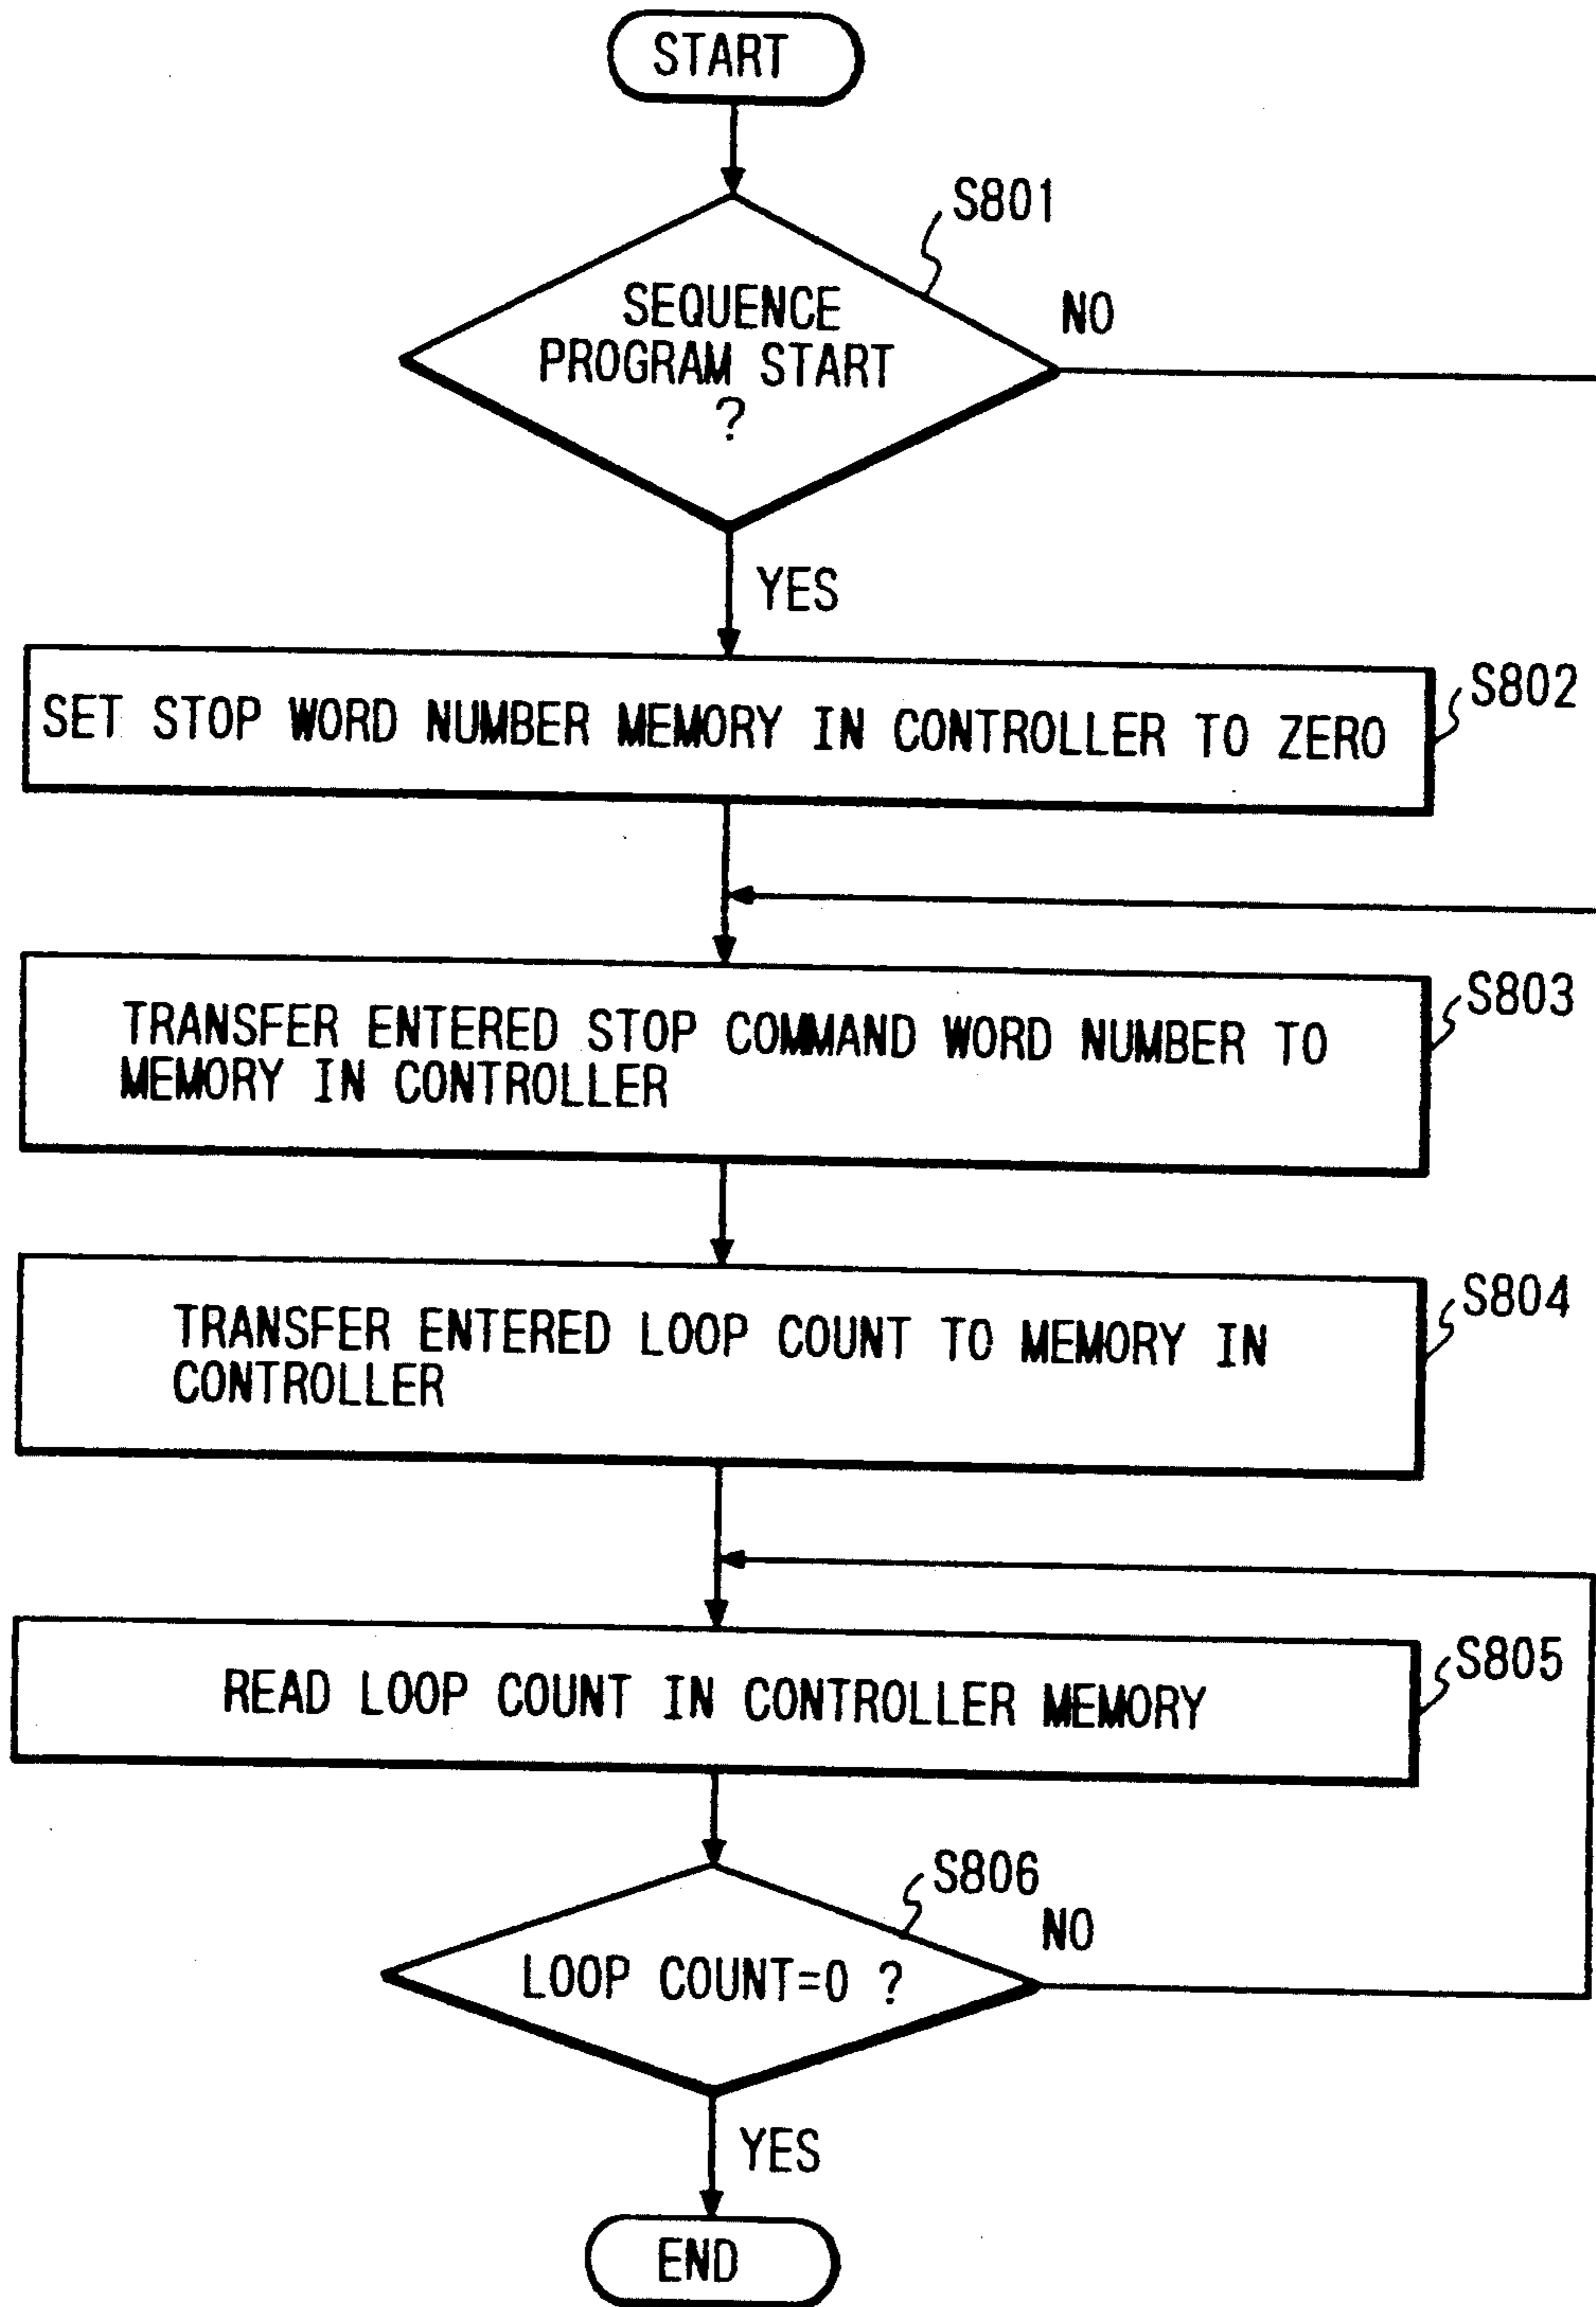 START
S801
SEQUENCE
PROGRAM START
?
NO
YES
SET STOP WORD NUMBER MEMORY IN CONTROLLER TO ZERO
S802
TRANSFER ENTERED STOP COMMAND WORD NUMBER TO
MEMORY IN CONTROLLER
S803
TRANSFER ENTERED LOOP COUNT TO MEMORY IN
CONTROLLER
S804
READ LOOP COUNT IN CONTROLLER MEMORY
S805
S806
LOOP COUNT=0 ?
NO
YES
END